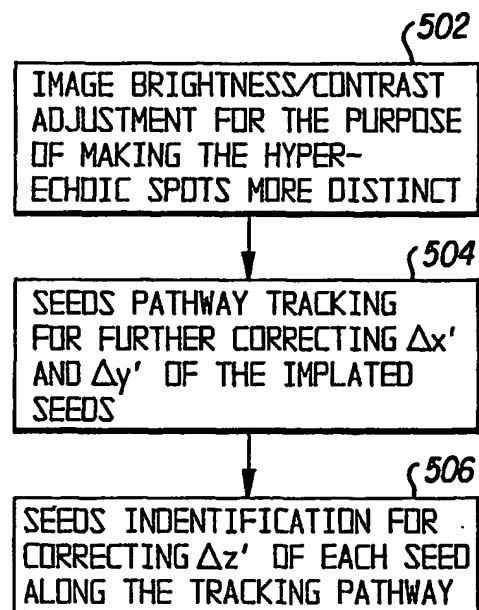 502
IMAGE BRIGHTNESS/CONTRAST
ADJUSTMENT FOR THE PURPOSE
OF MAKING THE HYPER-
ECHOIC SPOTS MORE DISTINCT
504
SEEDS PATHWAY TRACKING
FOR FURTHER CORRECTING Δx'
AND Δy' OF THE IMPLATED
SEEDS
506
SEEDS INDENTIFICATION FOR
CORRECTING Δz' OF EACH SEED
ALONG THE TRACKING PATHWAY